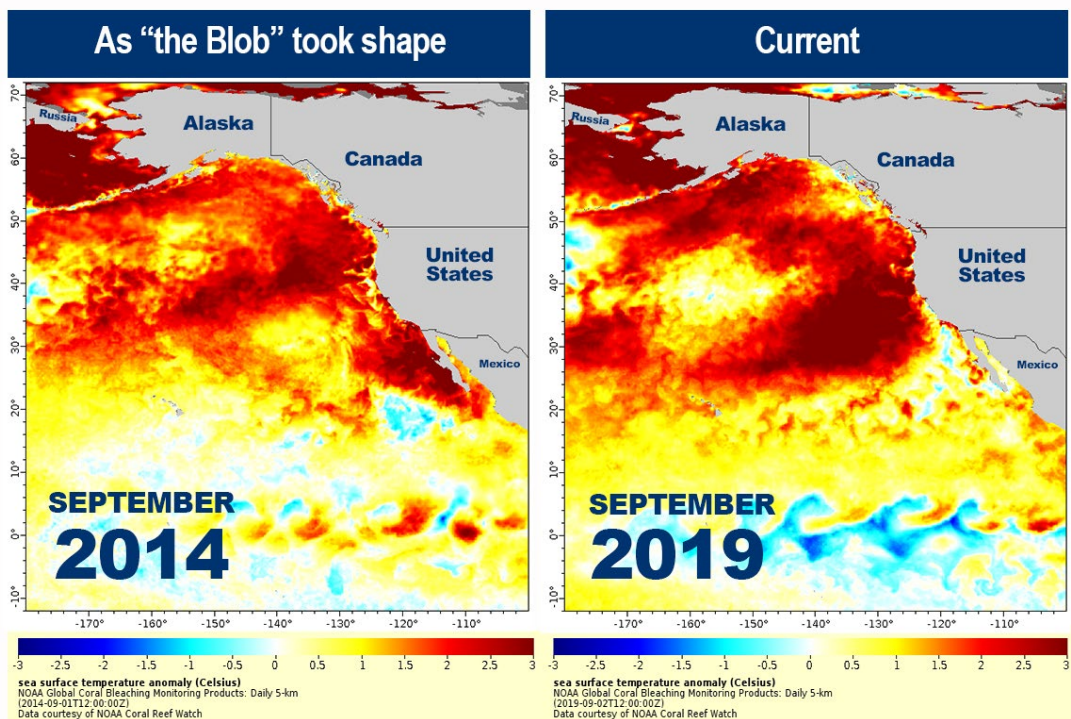 As “the Blob” took shape
70°
60°
50°
40°
30°
20°
10°
0°
-10°
Russia
Alaska
Canada
United
States
Mexico
SEPTEMBER
2014
-170° -160° -150° -140° -130° -120° -110°
-3 -2.5 -2 -1.5 -1 -0.5 0 0.5 1 1.5 2 2.5 3
sea surface temperature anomaly (Celsius)
NOAA Global Coral Bleaching Monitoring Products: Daily 5-km
(2014-09-01T12:00:00Z)
Data courtesy of NOAA Coral Reef Watch
Current
70°
60°
50°
40°
30°
20°
10°
0°
-10°
Russia
Alaska
Canada
United
States
Mexico
SEPTEMBER
2019
-170° -160° -150° -140° -130° -120° -110°
-3 -2.5 -2 -1.5 -1 -0.5 0 0.5 1 1.5 2 2.5 3
sea surface temperature anomaly (Celsius)
NOAA Global Coral Bleaching Monitoring Products: Daily 5-km
(2019-09-02T12:00:00Z)
Data courtesy of NOAA Coral Reef Watch